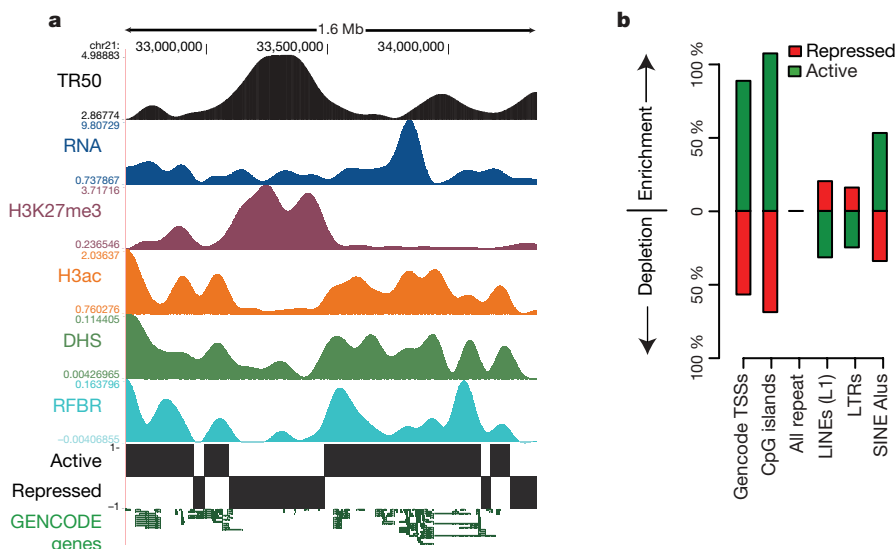 a
1.6 Mb
chr21: 33,000,000 33,500,000 34,000,000
4.98883
TR50
2.86774
9.80729
RNA
0.737867
3.71716
H3K27me3
0.236546
2.03637
H3ac
0.760276
0.114405
DHS
0.00426965
0.163796
RFBR
−0.00406855
Active 1-
Repressed −1
GENCODE
genes
b
Repressed
Active
Enrichment
Depletion
100 %
50 %
0
50 %
100 %
Gencode TSSs
CpG islands
All repeat
LINEs (L1)
LTRs
SINE Alus